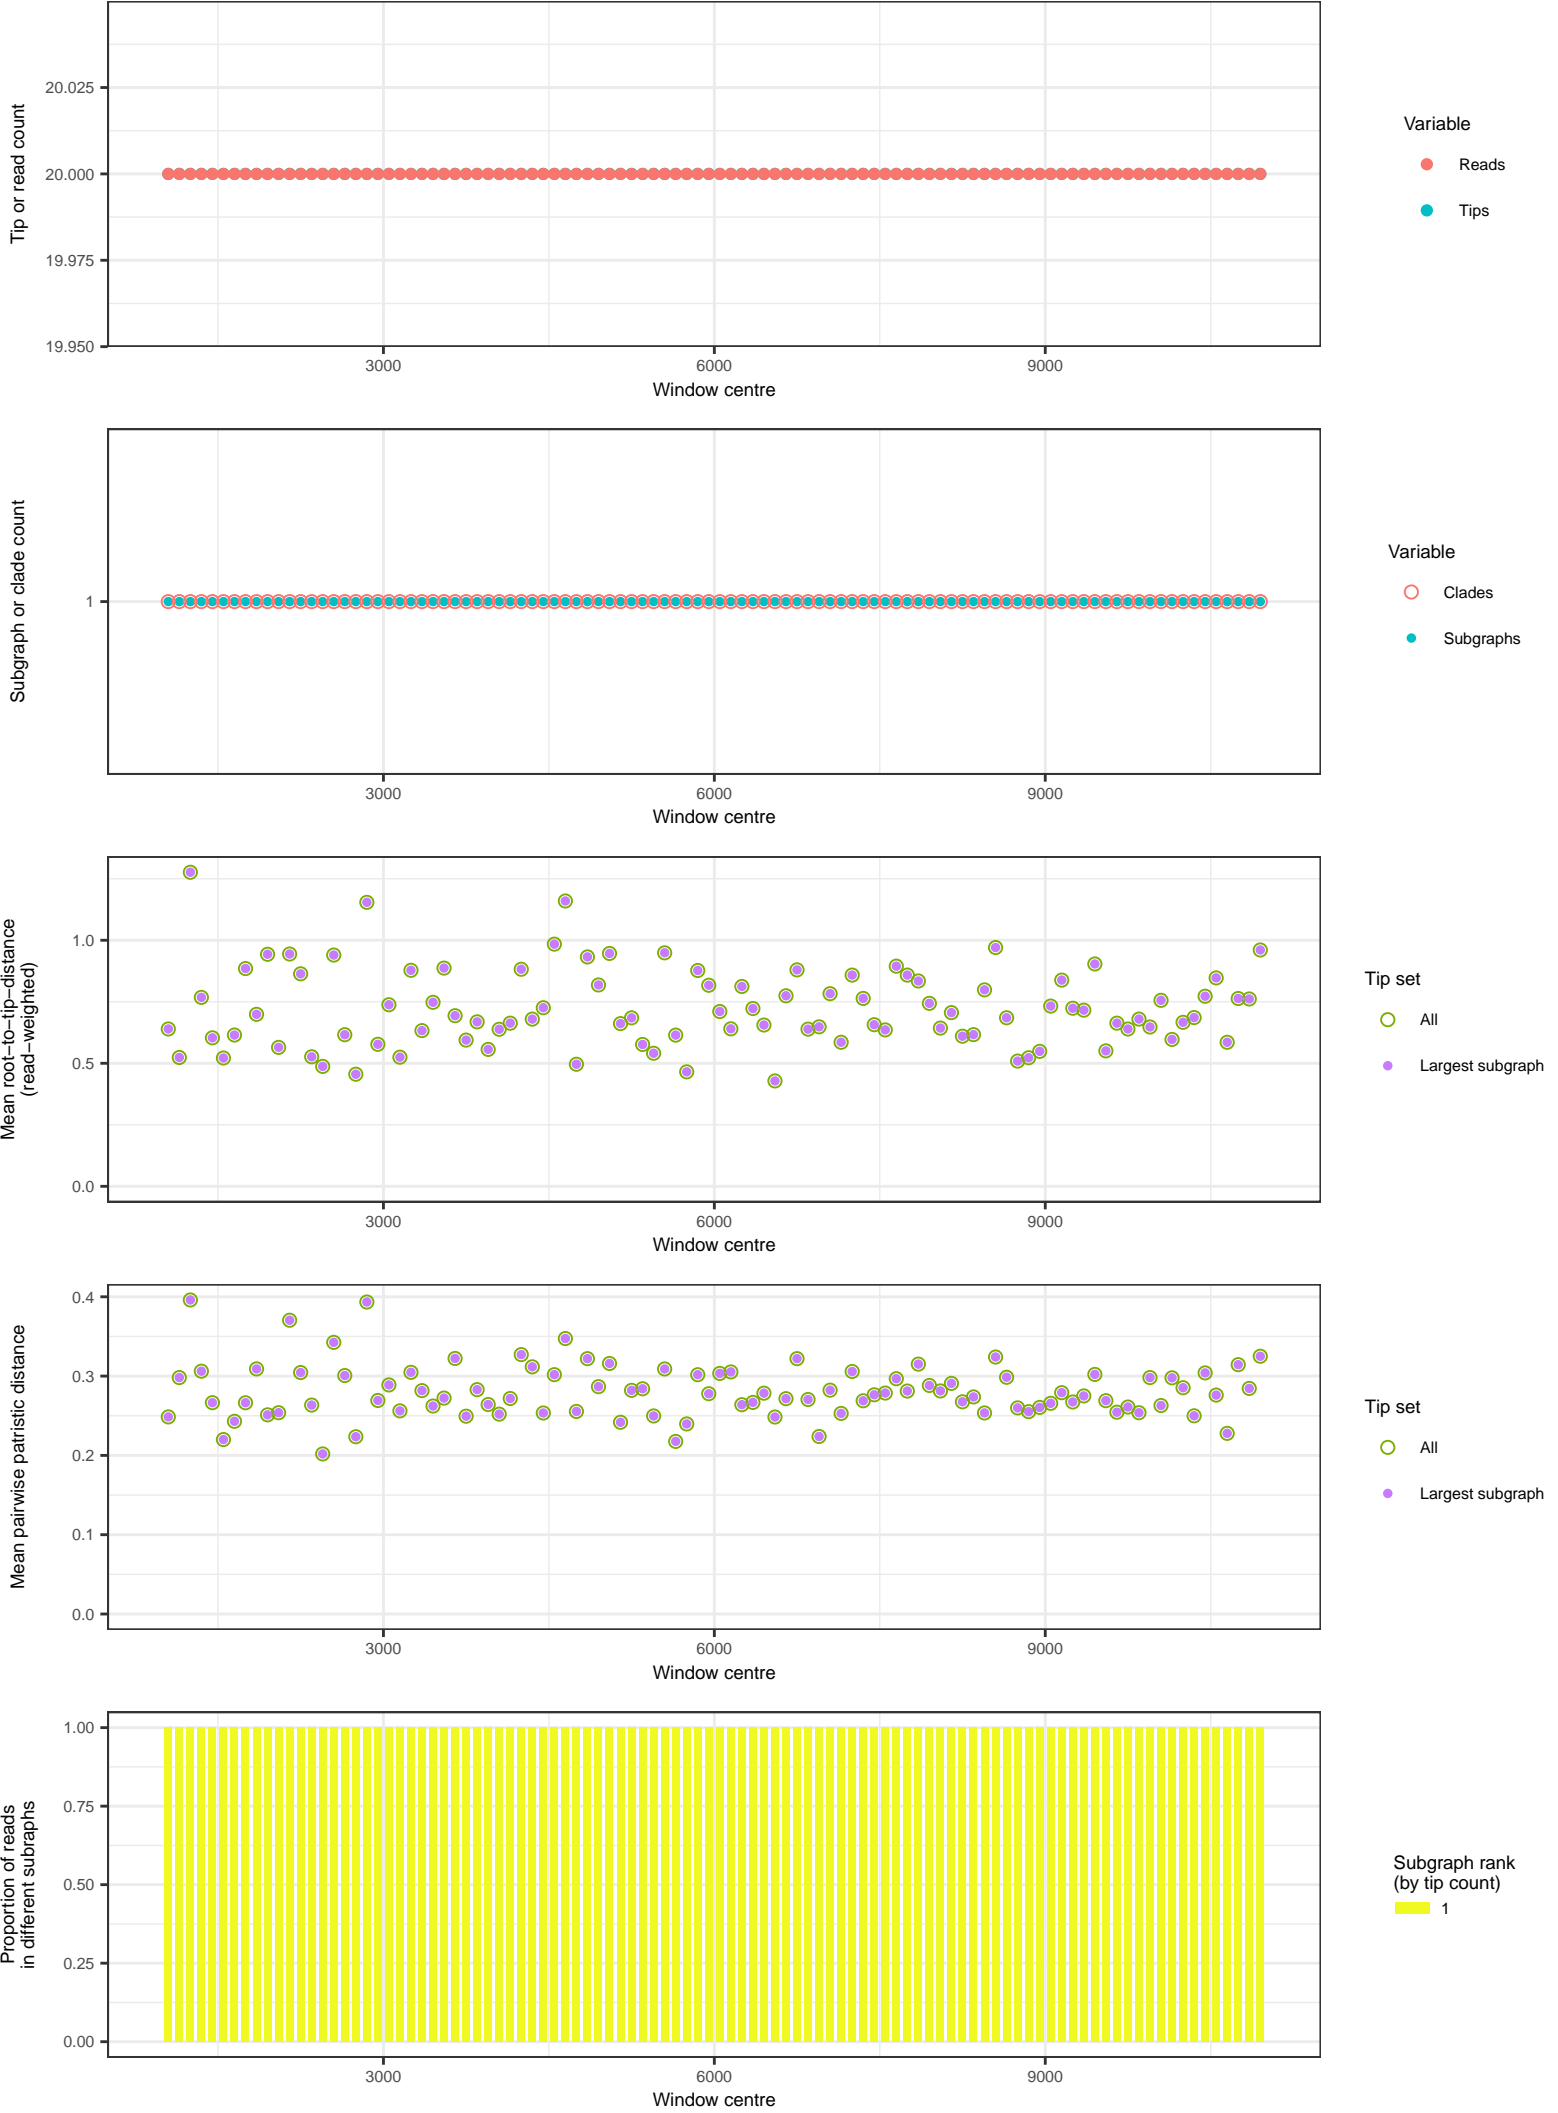 20.025
20.000
19.975
19.950
Tip or read count
3000
6000
9000
Window centre
Variable
Reads
Tips
1
Subgraph or clade count
3000
6000
9000
Window centre
Variable
Clades
Subgraphs
1.0
0.5
0.0
Mean root−to−tip−distance
(read−weighted)
3000
6000
9000
Window centre
Tip set
All
Largest subgraph
0.4
0.3
0.2
0.1
0.0
Mean pairwise patristic distance
3000
6000
9000
Window centre
Tip set
All
Largest subgraph
1.00
0.75
0.50
0.25
0.00
Proportion of reads
in different subraphs
3000
6000
9000
Window centre
Subgraph rank
(by tip count)
1